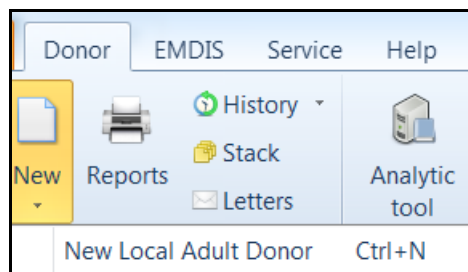 Donor EMDIS Service Help
History
Stack
New Reports Letters Analytic tool
New Local Adult Donor Ctrl+N